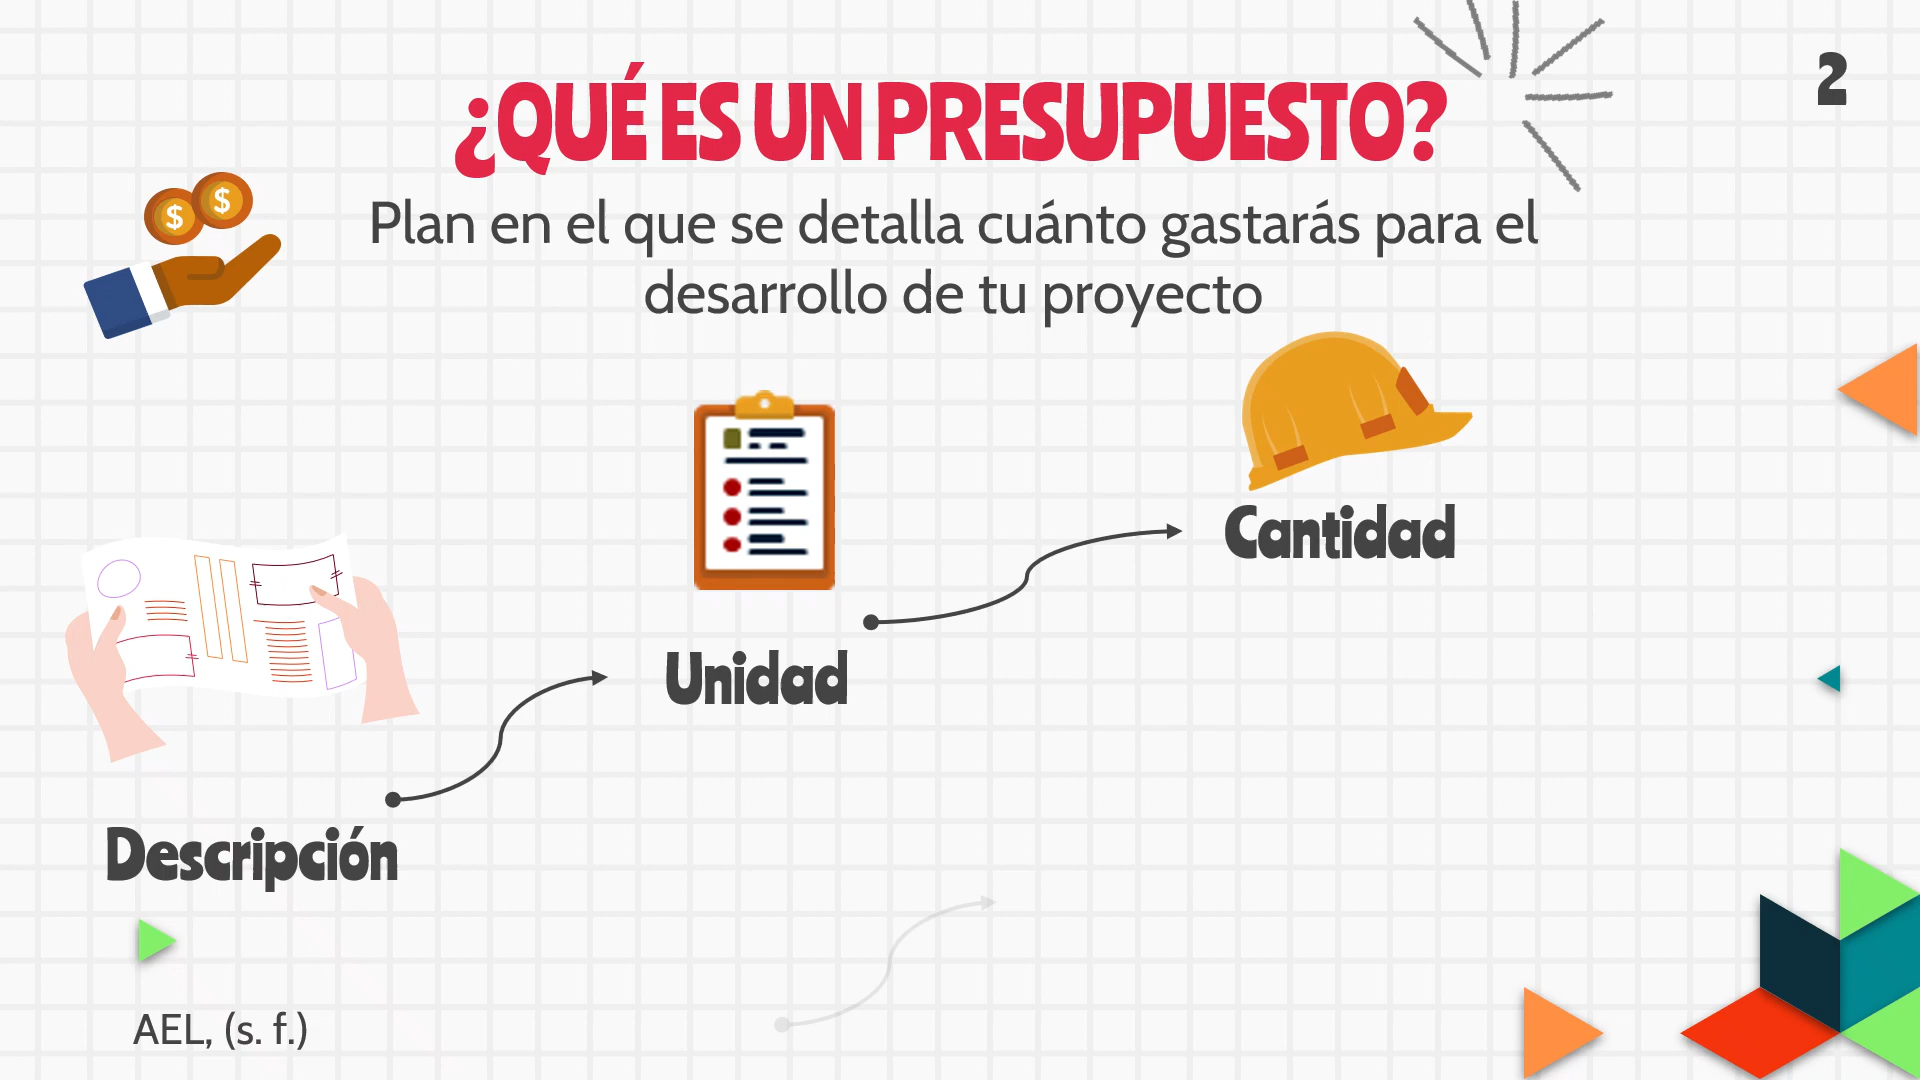 2
¿QUÉ ES UN PRESUPUESTO?
$ $
Plan en el que se detalla cuánto gastarás para el
desarrollo de tu proyecto
Cantidad
Unidad
Descripción
AEL, (s. f.)